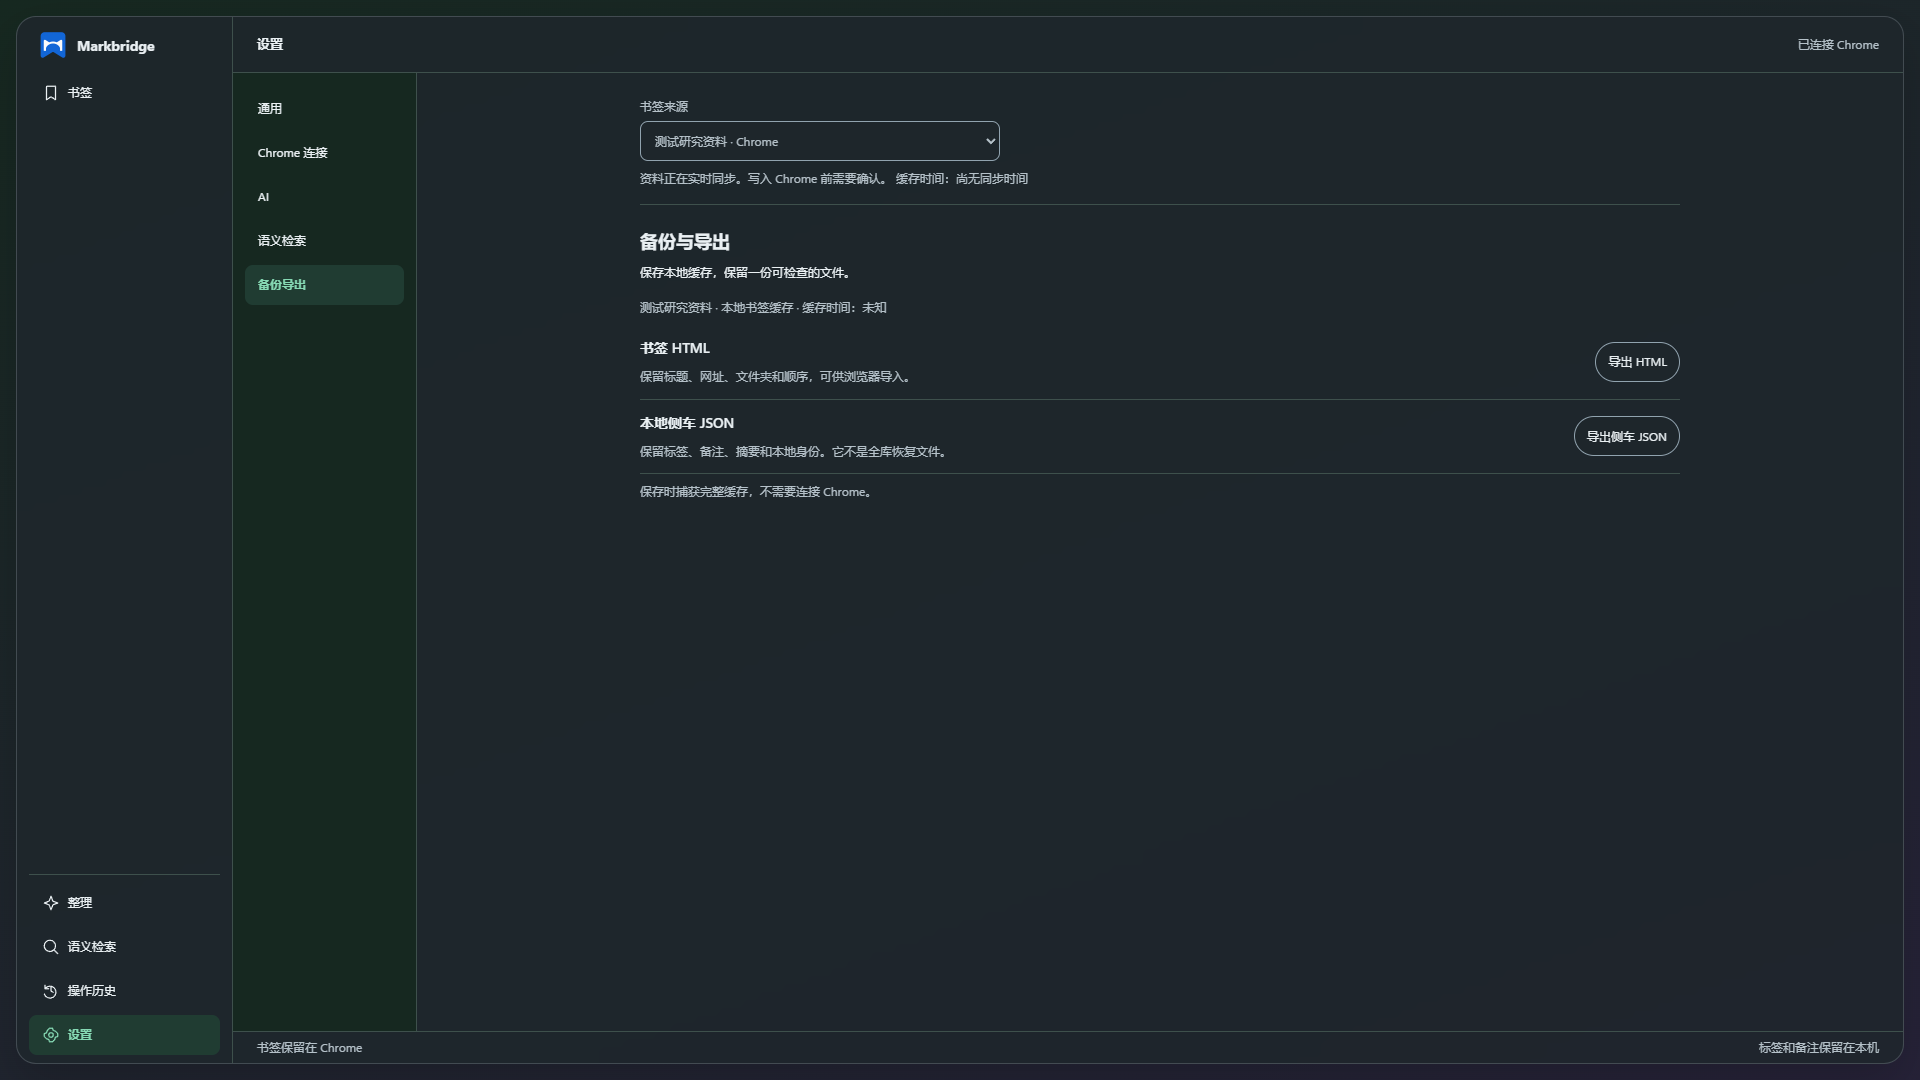 Markbridge
书签
整理
语义检索
操作历史
设置
设置
已连接 Chrome
通用
Chrome 连接
AI
语义检索
备份导出
书签来源
测试研究资料 · Chrome
资料正在实时同步。写入 Chrome 前需要确认。 缓存时间：尚无同步时间
备份与导出
保存本地缓存，保留一份可检查的文件。
测试研究资料 · 本地书签缓存 · 缓存时间：未知
书签 HTML
保留标题、网址、文件夹和顺序，可供浏览器导入。
导出 HTML
本地侧车 JSON
保留标签、备注、摘要和本地身份。它不是全库恢复文件。
导出侧车 JSON
保存时捕获完整缓存，不需要连接 Chrome。
书签保留在 Chrome
标签和备注保留在本机